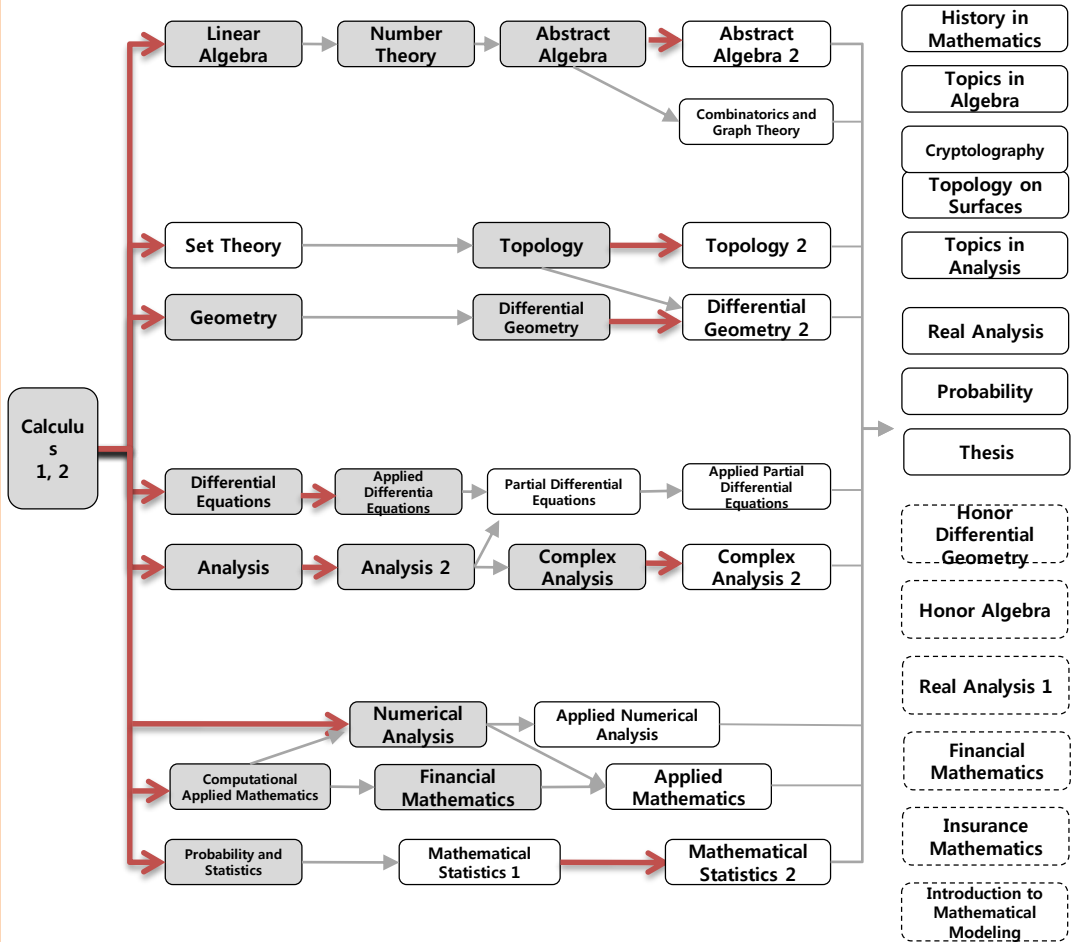 Linear
Algebra
Number
Theory
Abstract
Algebra
Abstract
Algebra 2
Combinatorics and
Graph Theory
Set Theory
Topology
Topology 2
Geometry
Differential
Geometry
Differential
Geometry 2
Calculu
s
1, 2
Differential
Equations
Applied
Differentia
Equations
Partial Differential
Equations
Applied Partial
Differential
Equations
Analysis
Analysis 2
Complex
Analysis
Complex
Analysis 2
Numerical
Analysis
Applied Numerical
Analysis
Computational
Applied Mathematics
Financial
Mathematics
Applied
Mathematics
Probability and
Statistics
Mathematical
Statistics 1
Mathematical
Statistics 2
History in
Mathematics
Topics in
Algebra
Cryptolography
Topology on
Surfaces
Topics in
Analysis
Real Analysis
Probability
Thesis
Honor
Differential
Geometry
Honor Algebra
Real Analysis 1
Financial
Mathematics
Insurance
Mathematics
Introduction to
Mathematical
Modeling